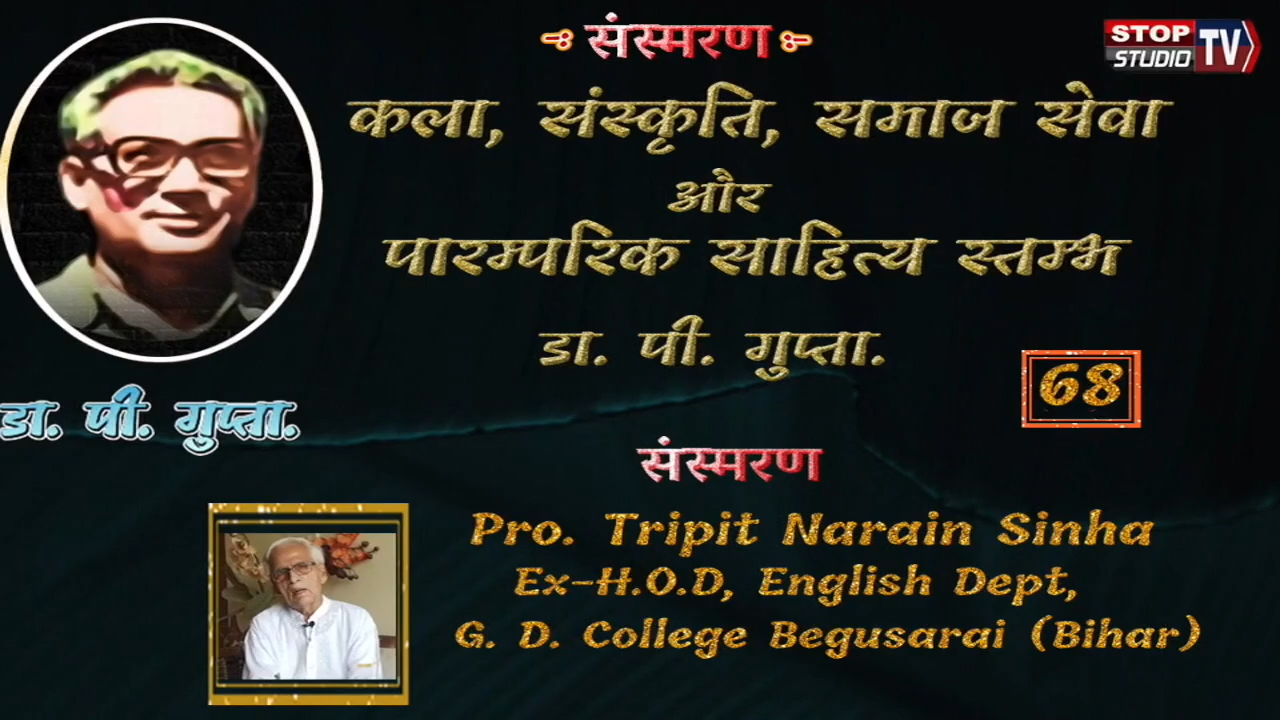 संस्मरण
STOP
STUDIO TV
कला, संस्कृति, समाज सेवा
और
पारम्परिक साहित्य स्तम्भ
डा. पी. गुप्ता.
68
डा. पी. गुप्ता.
संस्मरण
Pro. Tripit Narain Sinha
Ex-H.O.D, English Dept,
G. D. College Begusarai (Bihar)